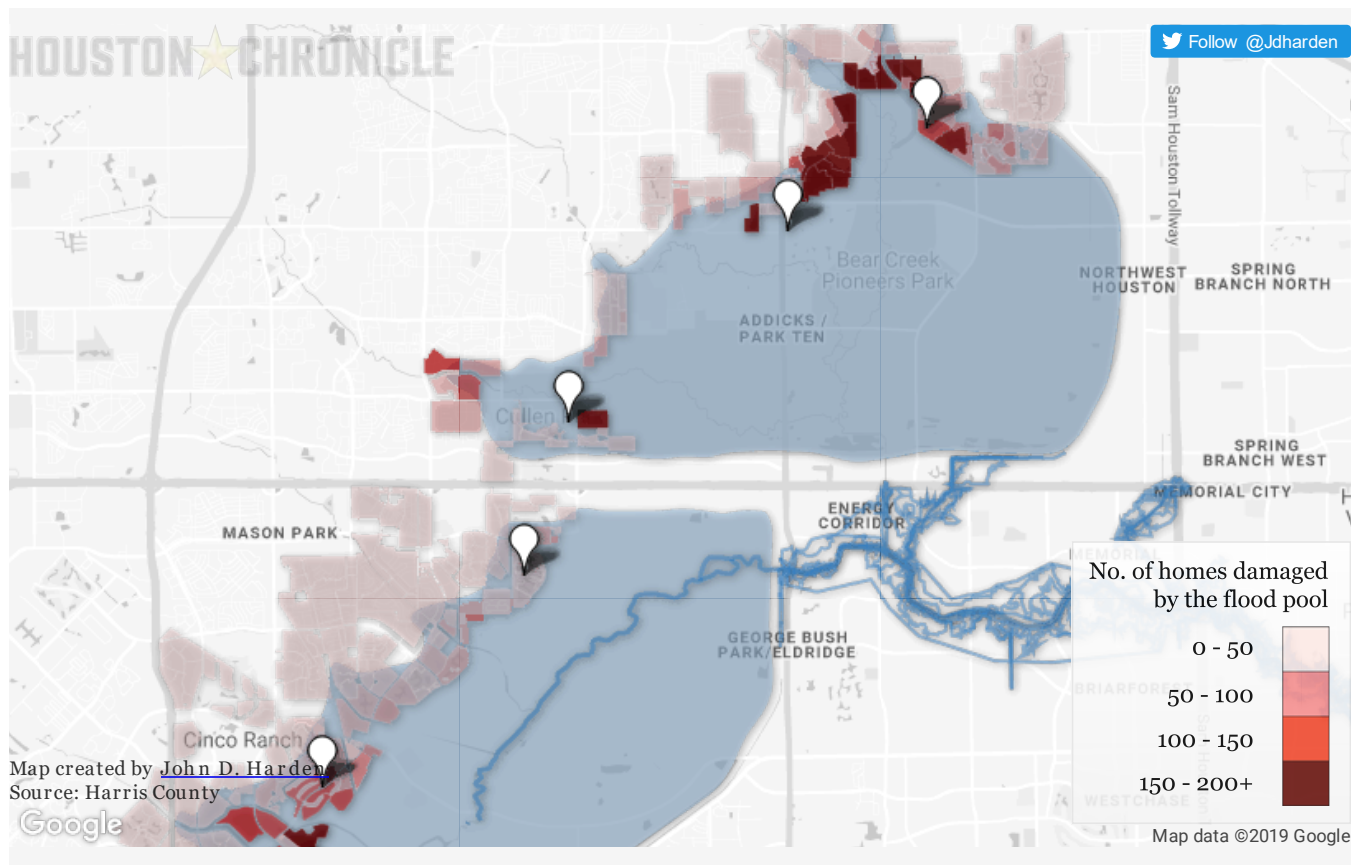 HOUSTON CHRONICLE
Follow @Jdharden
Sam Houston Tollway
Bear Creek
Pioneers Park
NORTHWEST
HOUSTON
SPRING
BRANCH NORTH
ADDICKS /
PARK TEN
Cullen
SPRING
BRANCH WEST
MEMORIAL CITY
ENERGY
CORRIDOR
MASON PARK
MEMORIAL
No. of homes damaged
by the flood pool
0 - 50
50 - 100
100 - 150
150 - 200+
GEORGE BUSH
PARK/ELDRIDGE
BRIARFOREST
WESTCHASE
Cinco Ranch
Map created by John D. Harden
Source: Harris County
Google
Map data ©2019 Google